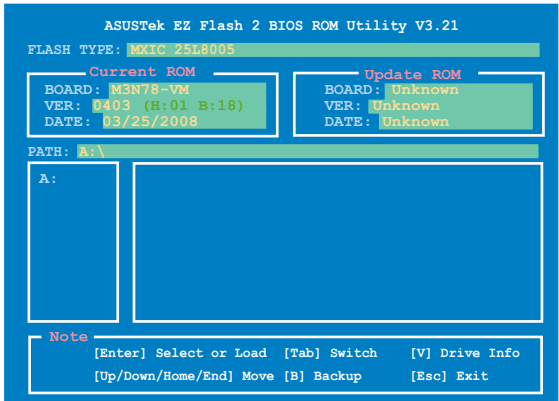 ASUSTek EZ Flash 2 BIOS ROM Utility V3.21
FLASH TYPE: MXIC 25L8005
Current ROM
BOARD: M3N78-VM
VER: 0403 (H:01 B:18)
DATE: 03/25/2008
Update ROM
BOARD: Unknown
VER: Unknown
DATE: Unknown
PATH: A:\
A:
Note
[Enter] Select or Load [Tab] Switch [V] Drive Info
[Up/Down/Home/End] Move [B] Backup [Esc] Exit